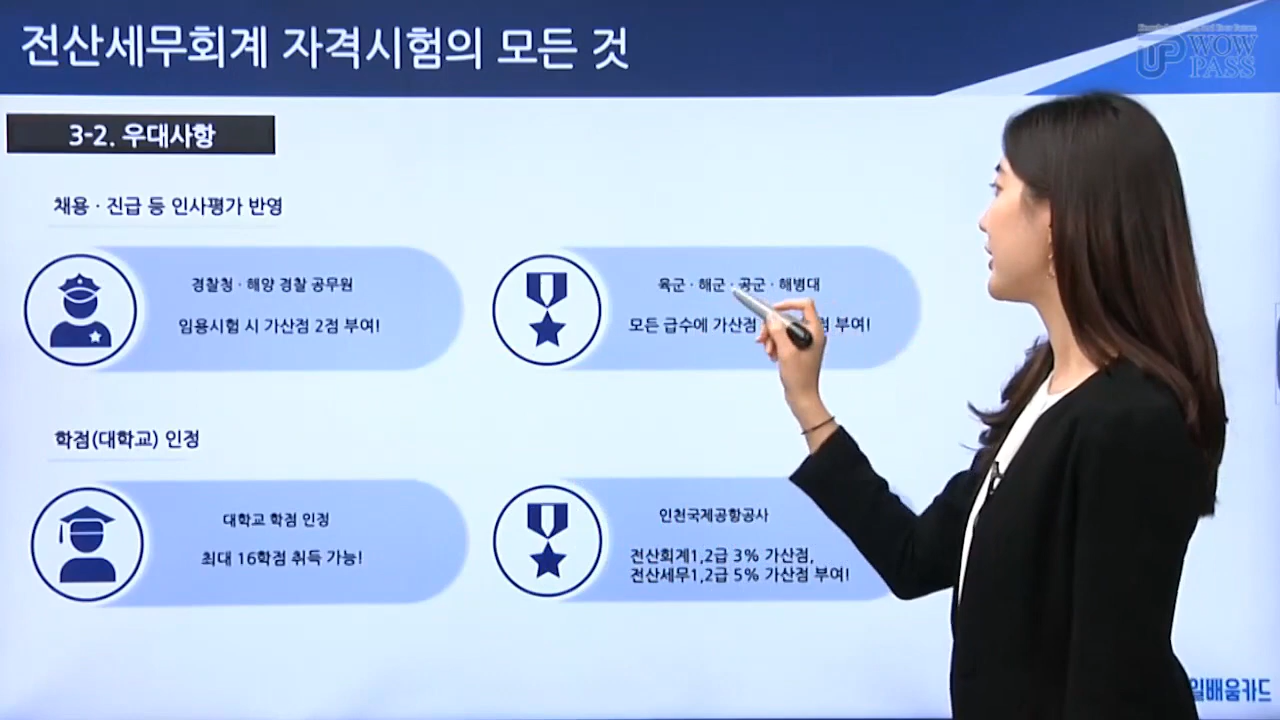 전산세무회계 자격시험의 모든 것
UP WOW PASS
3-2. 우대사항
채용 · 진급 등 인사평가 반영
경찰청 · 해양 경찰 공무원
임용시험 시 가산점 2점 부여!
육군 · 해군 · 공군 · 해병대
모든 급수에 가산점 점 부여!
학점(대학교) 인정
대학교 학점 인정
최대 16학점 취득 가능!
인천국제공항공사
전산회계1,2급 3% 가산점,
전산세무1,2급 5% 가산점 부여!
일배움카드